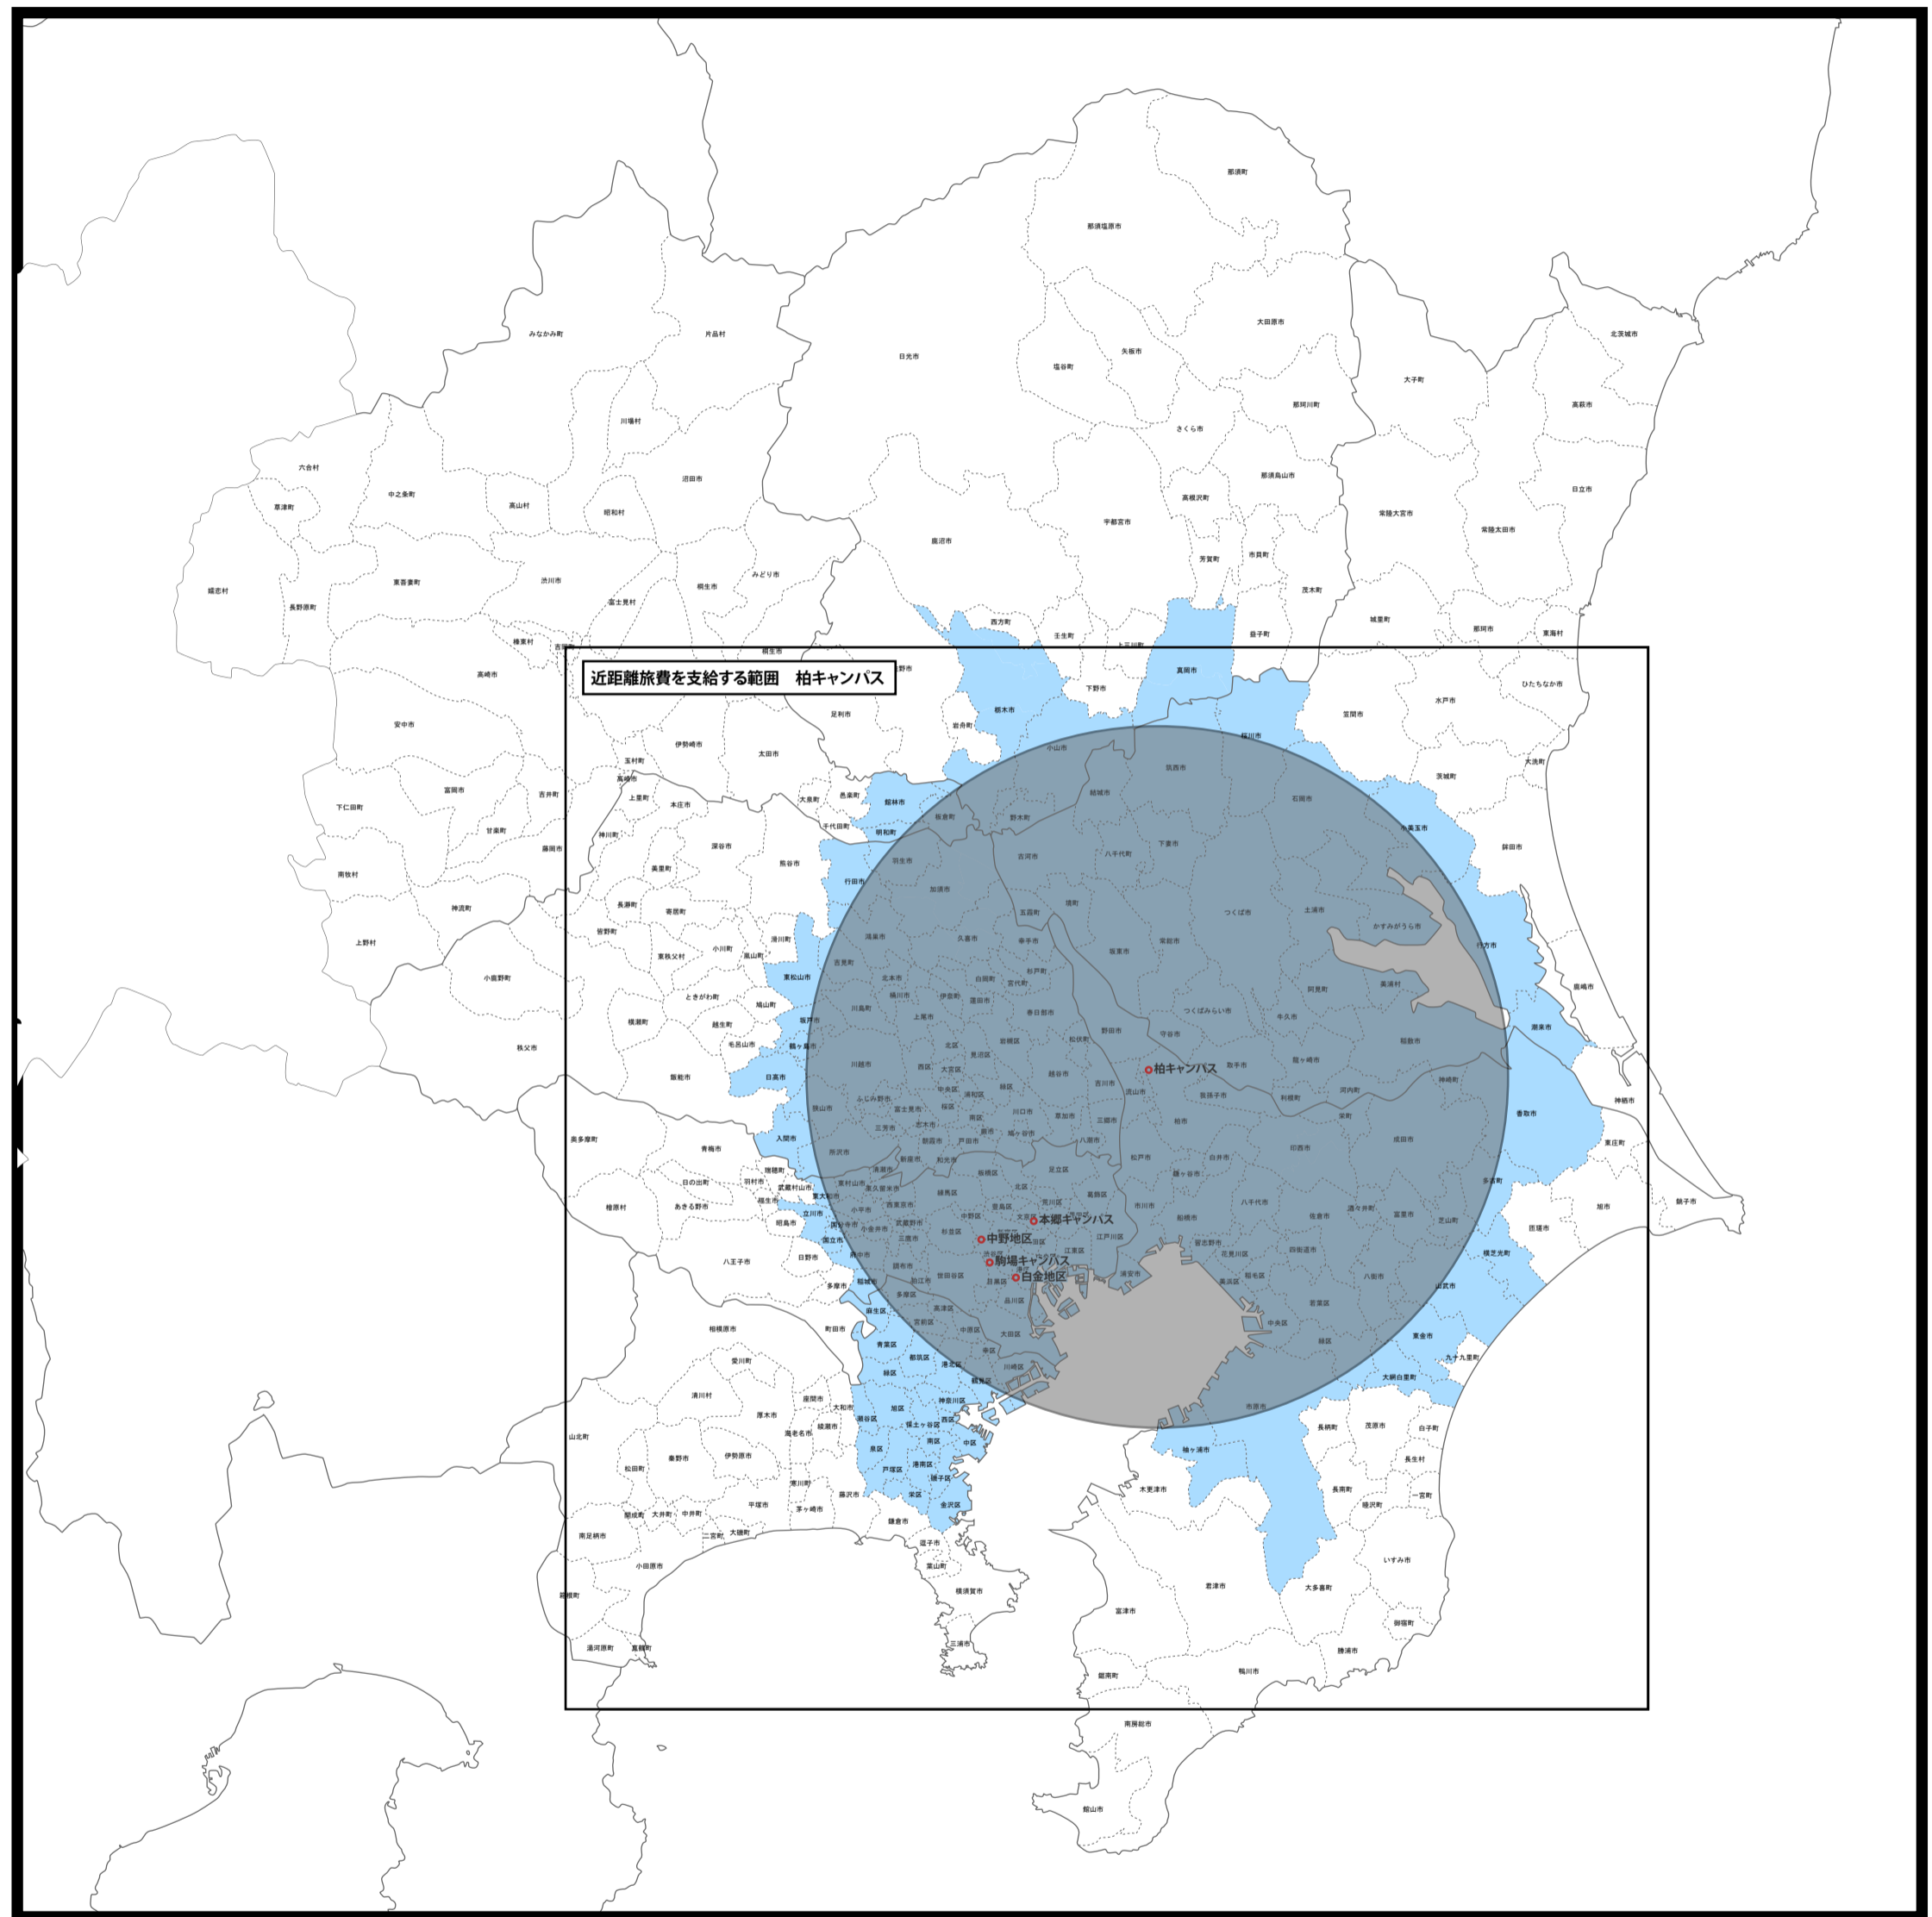 那須町
那須塩原市
大田原市
北茨城市
みなかみ町
片品村
矢板市
日光市
塩谷町
大子町
高萩市
那珂川町
川場村
さくら市
六合村
那須烏山市
沼田市
日立市
中之条町
高根沢町
草津町
高山村
昭和村
常陸大宮市
宇都宮市
常陸太田市
鹿沼市
市貝町
芳賀町
みどり市
渋川市
東吾妻町
桐生市
嬬恋村
茂木町
富士見村
長野原町
城里町
西方町
那珂市
東海村
益子町
壬生町
榛東村
桐生市
真岡市
高崎市
近距離旅費を支給する範囲　柏キャンパス
ひたちなか市
下野市
水戸市
栃木市
足利市
笠間市
安中市
岩舟町
桜川市
伊勢崎市
小山市
太田市
玉村町
大洗町
筑西市
茨城町
高崎市
富岡市
結城市
吉井町
上里町
大泉町
邑楽町
石岡市
館林市
本庄市
下仁田町
板倉町
野木町
千代田町
小美玉市
甘楽町
明和町
神川町
下妻市
深谷市
鉾田市
藤岡市
八千代町
古河市
羽生市
熊谷市
美里町
南牧村
行田市
加須市
長瀞町
神流町
寄居町
境町
五霞町
つくば市
土浦市
かすみがうら市
皆野町
鴻巣市
久喜市
滑川町
幸手市
常総市
上野村
行方市
小川町
坂東市
東秩父村
嵐山町
吉見町
杉戸町
東松山市
小鹿野町
北本市
白岡町
宮代町
美浦村
鹿嶋市
阿見町
ときがわ町
桶川市
伊奈町
蓮田市
鳩山町
川島町
つくばみらい市
春日部市
上尾市
牛久市
坂戸市
横瀬町
越生町
潮来市
野田市
守谷市
松伏町
岩槻区
稲敷市
毛呂山市
鶴ヶ島市
北区
秩父市
見沼区
龍ヶ崎市
川越市
取手市
西区
大宮区
柏キャンパス
越谷市
飯能市
日高市
神崎町
吉川市
緑区
中央区
河内町
流山市
浦和区
我孫子市
利根町
ふじみ野市
神栖市
狭山市
富士見市
桜区
川口市
香取市
草加市
栄町
南区
三郷市
柏市
志木市
三芳市
鳩ヶ谷市
入間市
奥多摩町
朝霞市
戸田市
八潮市
成田市
東庄町
青梅市
印西市
所沢市
新座市
和光市
松戸市
白井市
瑞穂町
清瀬市
足立区
板橋区
鎌ヶ谷市
日の出町
羽村市
東村山市
多古町
武蔵村山市
東久留米市
北区
練馬区
東大和市
葛飾区
福生市
荒川区
八千代市
銚子市
西東京市
檜原村
あきる野市
豊島区
市川市
旭市
酒々井町
小平市
立川市
富里市
中野区
船橋市
佐倉市
本郷キャンパス
芝山町
昭島市
国分寺市
武蔵野市
小金井市
匝瑳市
杉並区
江戸川区
三鷹市
中野地区
国立市
習志野市
四街道市
江東区
横芝光町
府中市
花見川区
日野市
八王子市
駒場キャンパス
調布市
浦安市
世田谷区
稲毛区
八街市
白金地区
狛江市
稲城市
目黒区
美浜区
多摩市
山武市
多摩区
品川区
若葉区
高津区
麻生区
宮前区
中央区
相模原市
町田市
中原区
大田区
東金市
緑区
青葉区
幸区
都筑区
九十九里町
愛川町
港北区
川崎区
緑区
大網白里町
鶴見区
清川村
座間市
神奈川区
市原市
大和市
旭区
厚木市
瀬谷区
西区
保土ヶ谷区
綾瀬市
茂原市
長柄町
白子町
海老名市
山北町
南区
中区
泉区
袖ヶ浦市
伊勢原市
秦野市
長生村
港南区
松田町
戸塚区
磯子区
寒川町
木更津市
長南町
栄区
藤沢市
一宮町
平塚市
金沢区
睦沢町
茅ヶ崎市
中井町
大井町
開成町
鎌倉市
大磯町
二宮町
南足柄市
逗子市
いすみ市
小田原市
葉山町
君津市
大多喜町
横須賀市
箱根町
富津市
御宿町
三浦市
湯河原町
真鶴町
勝浦市
鴨川市
鋸南町
南房総市
館山市